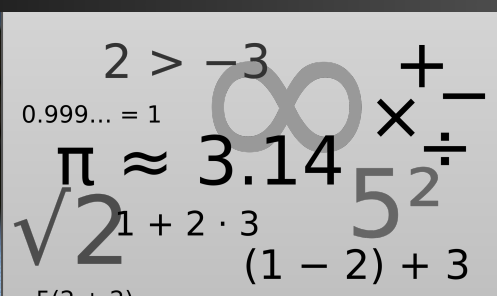 2 > −3
∞
+
−
×
÷
0.999... = 1
π ≈ 3.14
5²
√2
1 + 2 · 3
(1 − 2) + 3